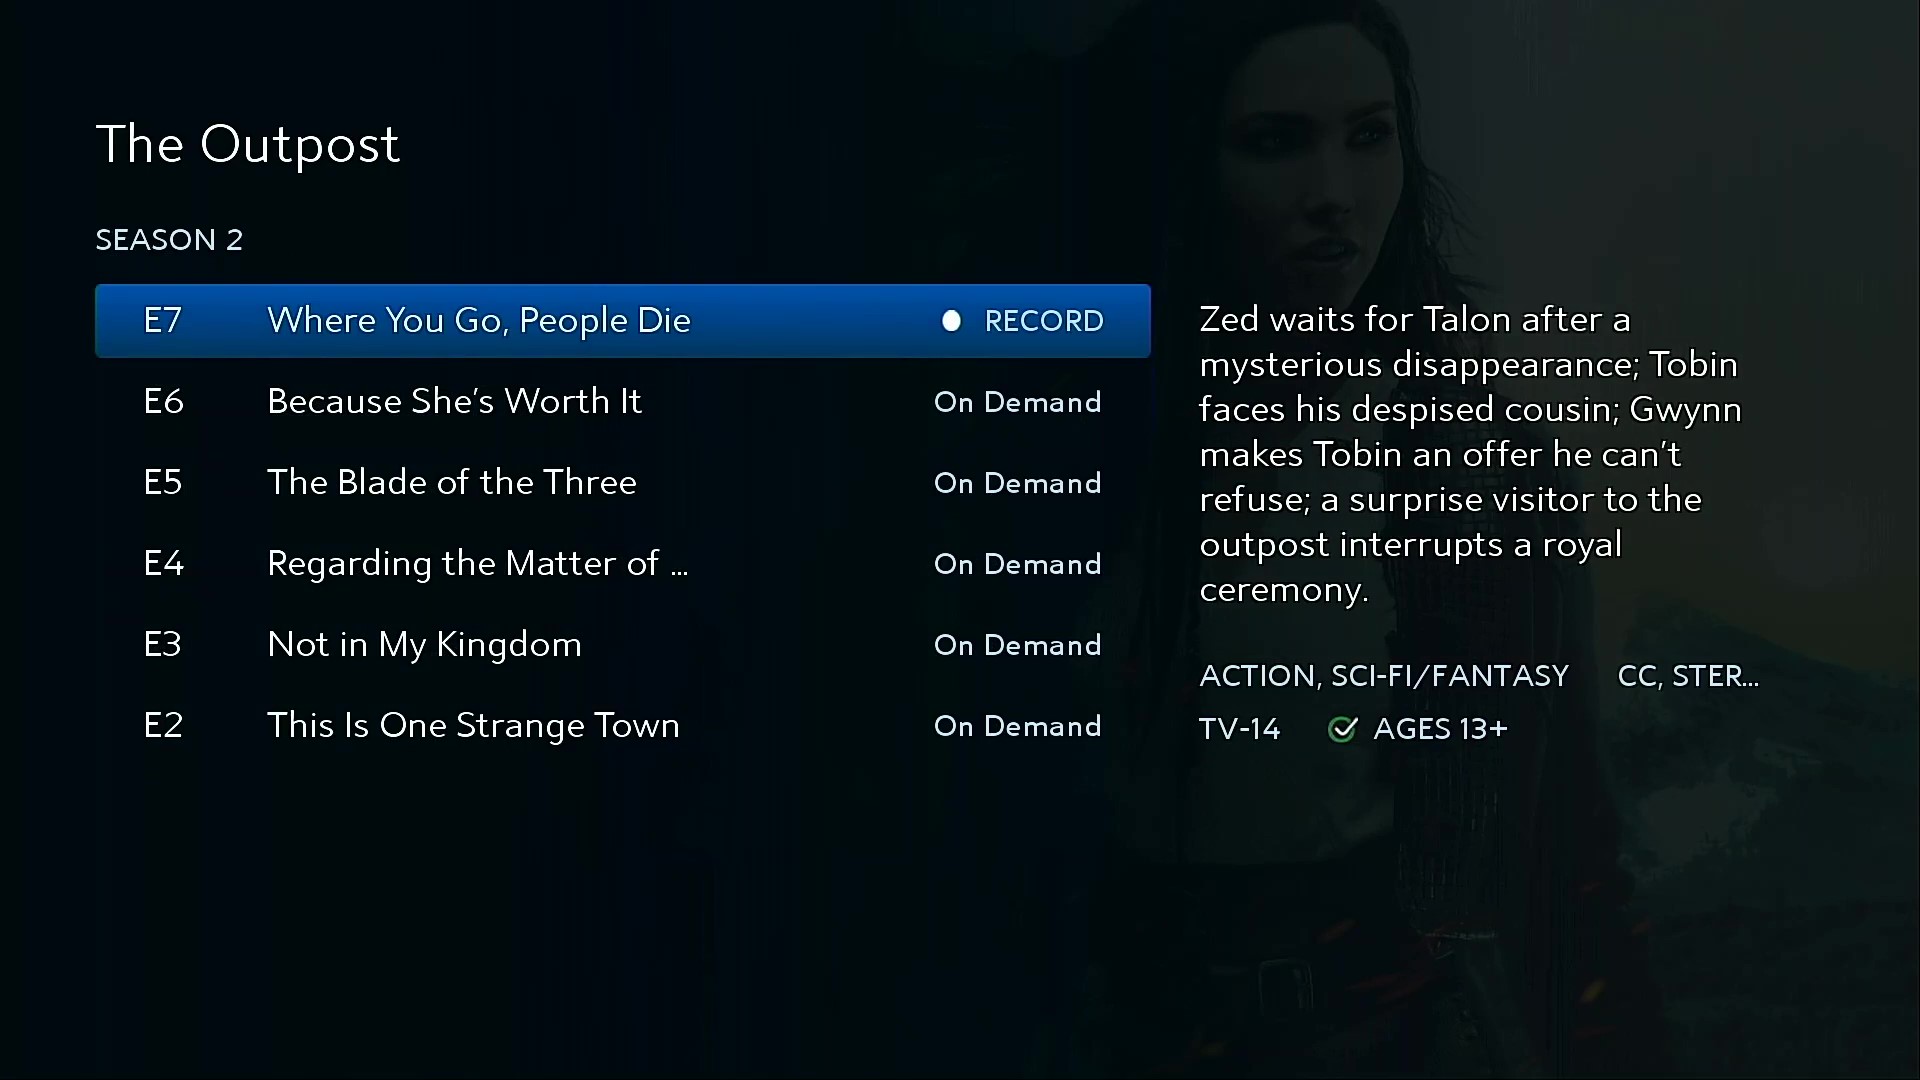 The Outpost
SEASON 2
E7 Where You Go, People Die RECORD
E6 Because She's Worth It On Demand
E5 The Blade of the Three On Demand
E4 Regarding the Matter of ... On Demand
E3 Not in My Kingdom On Demand
E2 This Is One Strange Town On Demand
Zed waits for Talon after a
mysterious disappearance; Tobin
faces his despised cousin; Gwynn
makes Tobin an offer he can't
refuse; a surprise visitor to the
outpost interrupts a royal
ceremony.
ACTION, SCI-FI/FANTASY CC, STER...
TV-14 AGES 13+